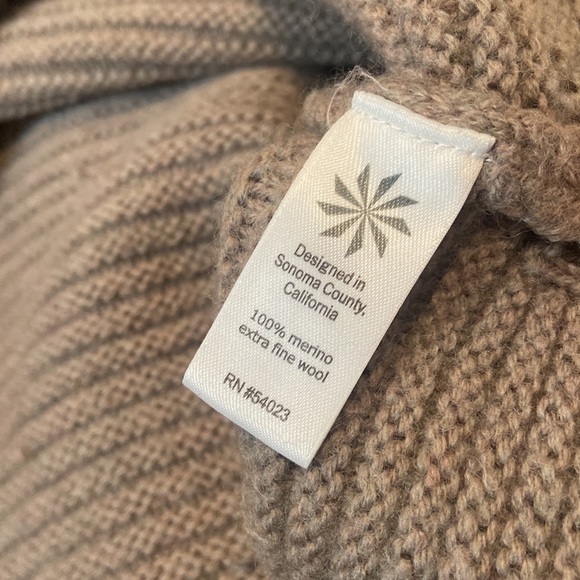 Designed in
Sonoma County,
California
100% merino
extra fine wool
RN #54023